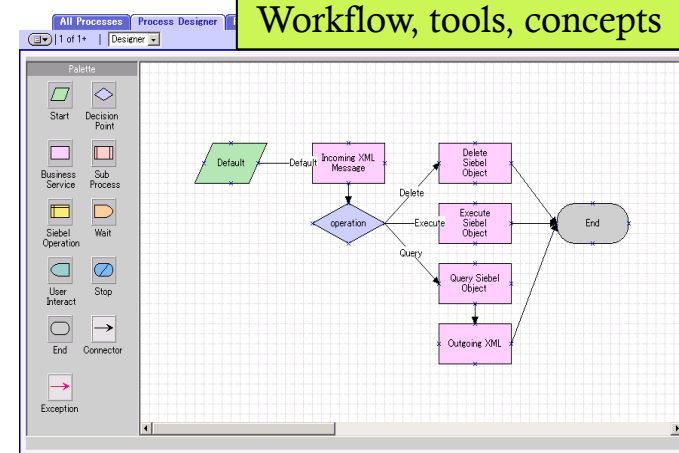 Workflow, tools, concepts
All Processes Process Designer
1 of 1+ | Designer
Palette
Start Decision Point
Business Service Sub Process
Siebel Operation Wait
User Interact Stop
End Connector
Exception
Default
Default
Incoming XML
Message
operation
Delete
Execute
Query
Delete
Siebel
Object
Execute
Siebel
Object
Query Siebel
Object
Outgoing XML
End